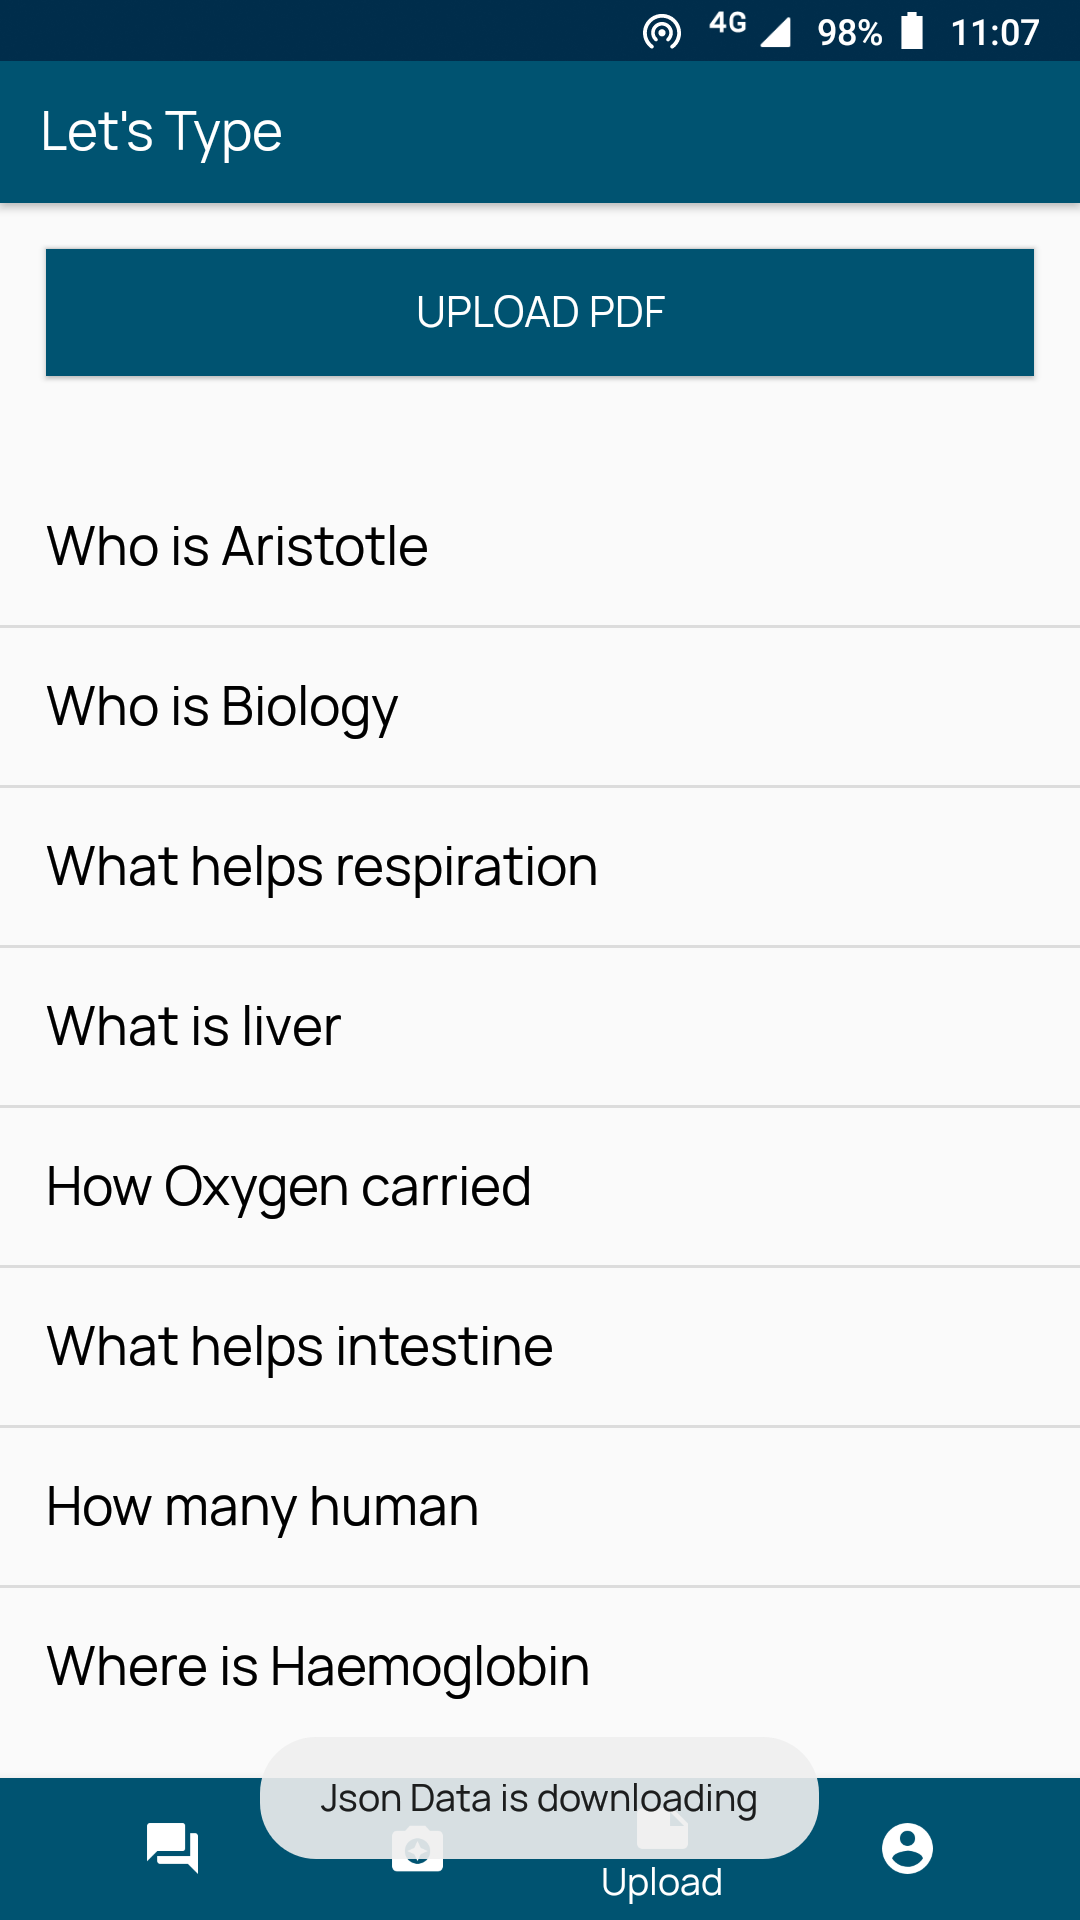 4G 98% 11:07
Let's Type
UPLOAD PDF
Who is Aristotle
Who is Biology
What helps respiration
What is liver
How Oxygen carried
What helps intestine
How many human
Where is Haemoglobin
Json Data is downloading
Upload